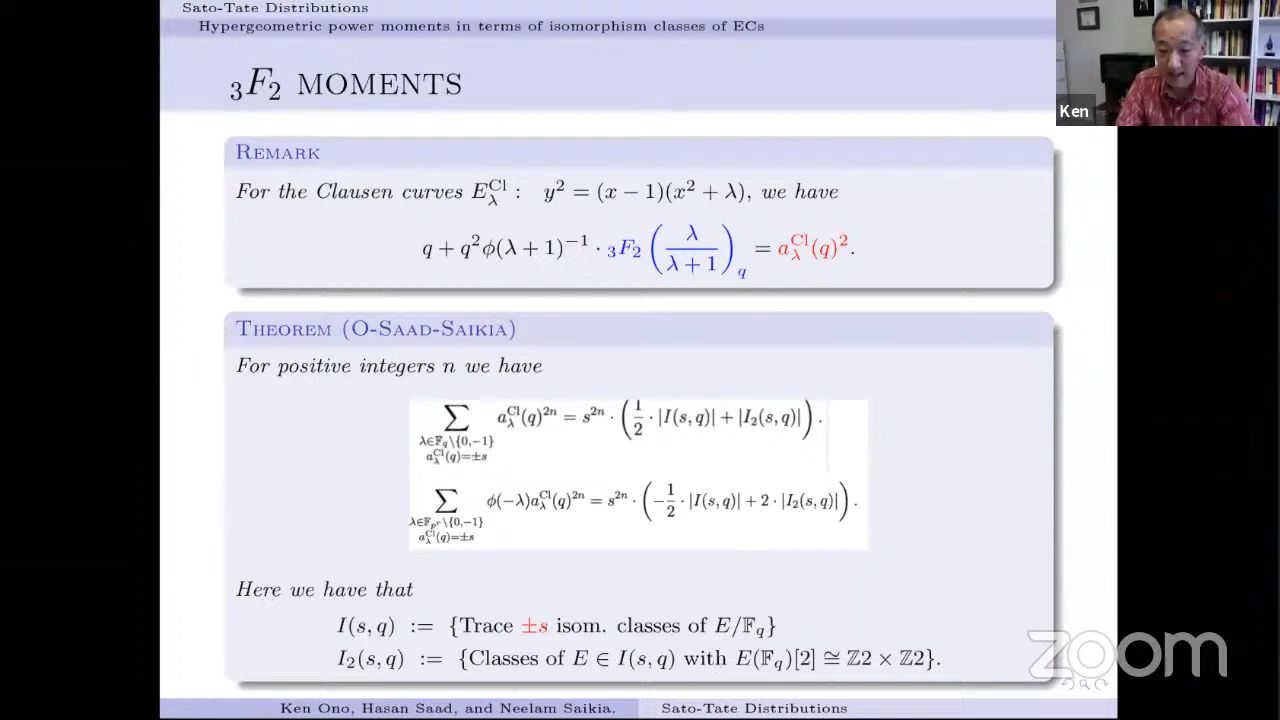 Sato-Tate Distributions
Hypergeometric power moments in terms of isomorphism classes of ECs
₃F₂ MOMENTS
Ken
REMARK
For the Clausen curves E_λ^Cl : y² = (x − 1)(x² + λ), we have
q + q²ϕ(λ + 1)⁻¹ · ₃F₂ (λ / (λ + 1))_q = a_λ^Cl(q)².
THEOREM (O-SAAD-SAIKIA)
For positive integers n we have
∑ a_λ^Cl(q)^{2n} = s^{2n} · (1/2 · |I(s, q)| + |I₂(s, q)|) .
λ∈F_q\{0,−1}
a_λ^Cl(q)=±s
∑ ϕ(−λ)a_λ^Cl(q)^{2n} = s^{2n} · (−1/2 · |I(s, q)| + 2 · |I₂(s, q)|) .
λ∈F_{p^r}\{0,−1}
a_λ^Cl(q)=±s
Here we have that
I(s, q) := {Trace ±s isom. classes of E/𝔽_q}
I₂(s, q) := {Classes of E ∈ I(s, q) with E(𝔽_q)[2] ≅ ℤ2 × ℤ2}.
zoom
Ken Ono, Hasan Saad, and Neelam Saikia. Sato-Tate Distributions